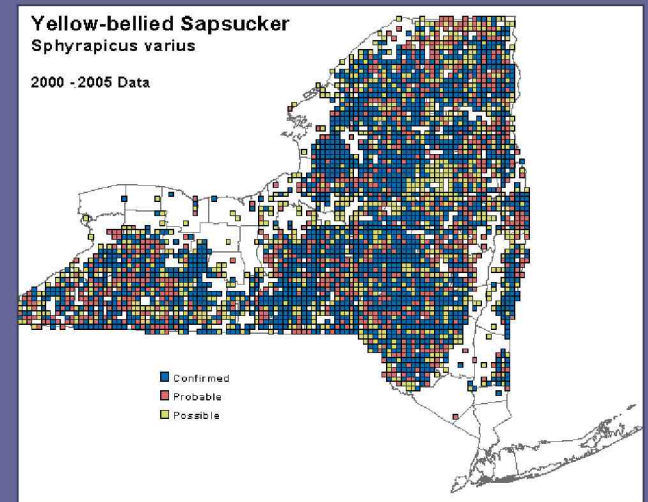 Yellow-bellied Sapsucker
Sphyrapicus varius
2000 - 2005 Data
Confirmed
Probable
Possible